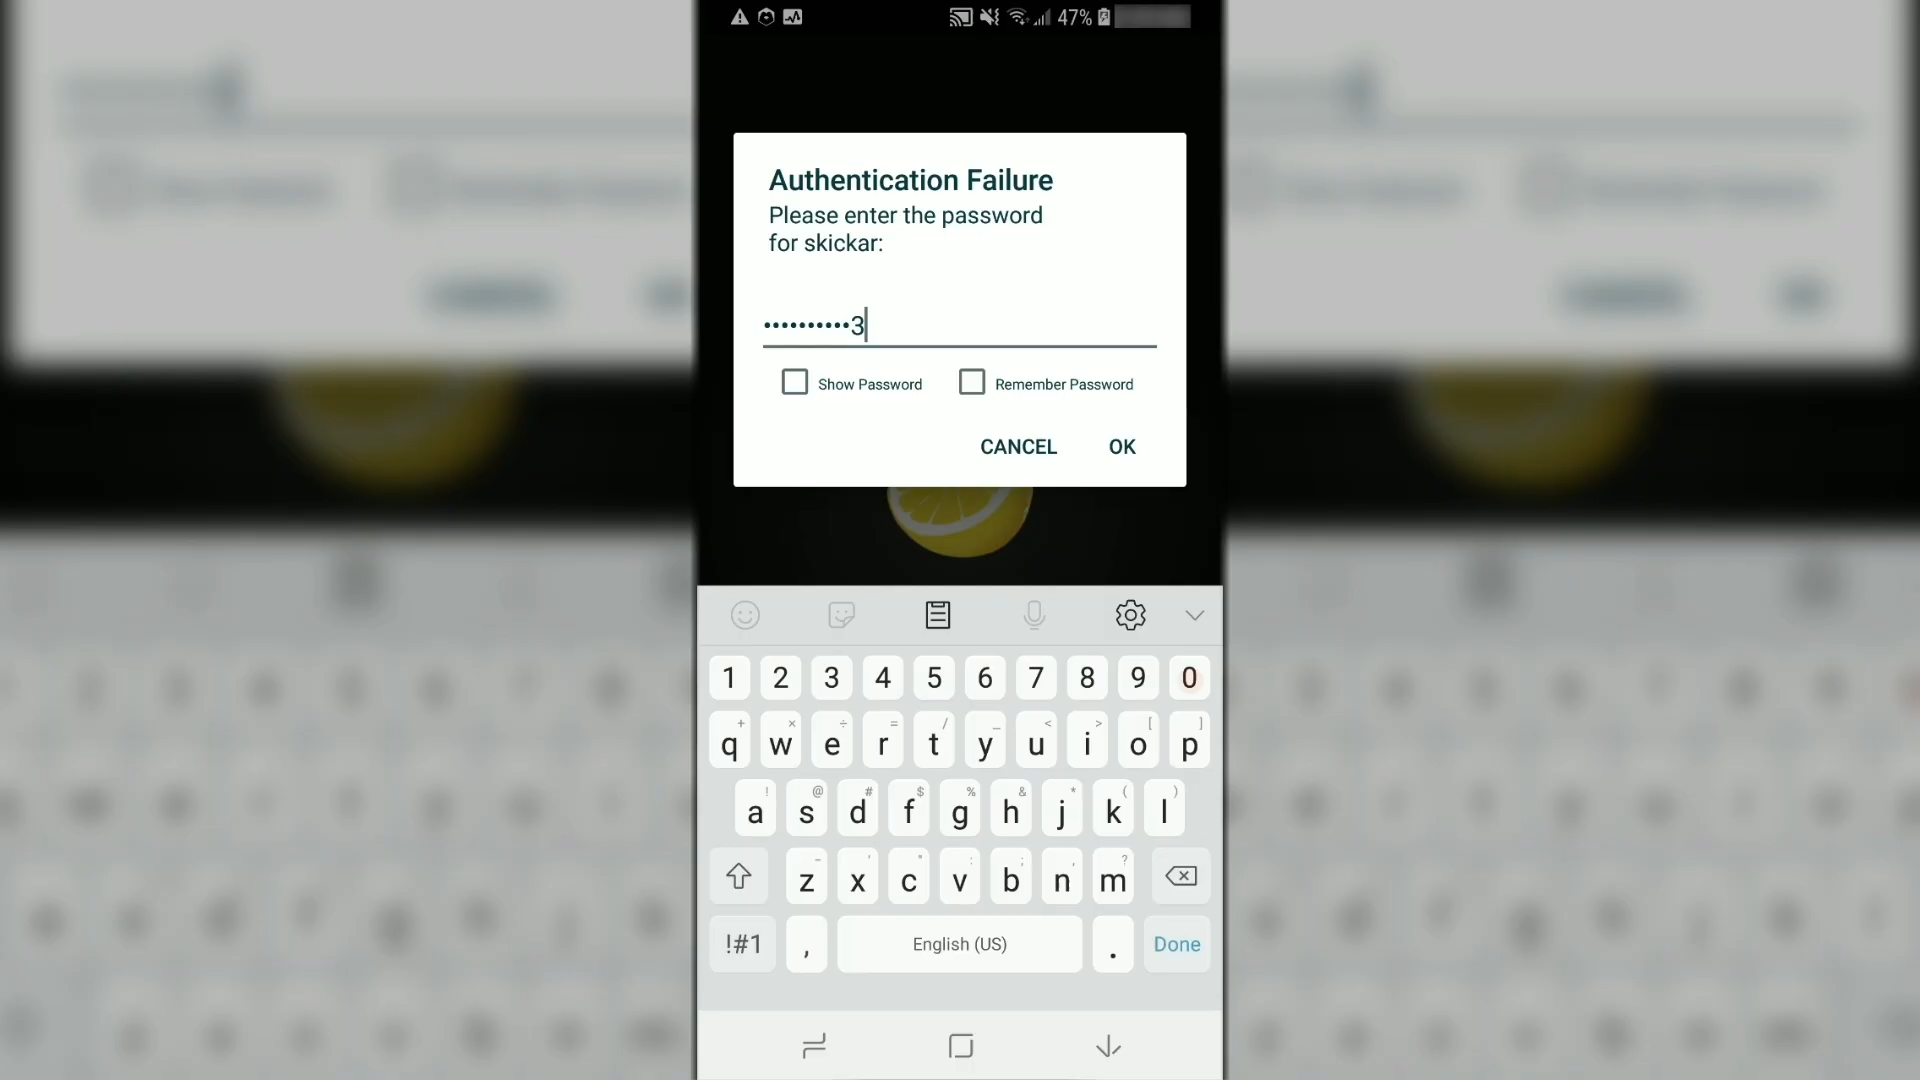 47%
Authentication Failure
Please enter the password
for skickar:
••••••••••3
Show Password
Remember Password
CANCEL OK
1 2 3 4 5 6 7 8 9 0
+ × ÷ = / _ < > [ ]
q w e r t y u i o p
! @ # $ % & * ( )
a s d f g h j k l
- ' " : ; , ?
z x c v b n m
!#1 , English (US) . Done